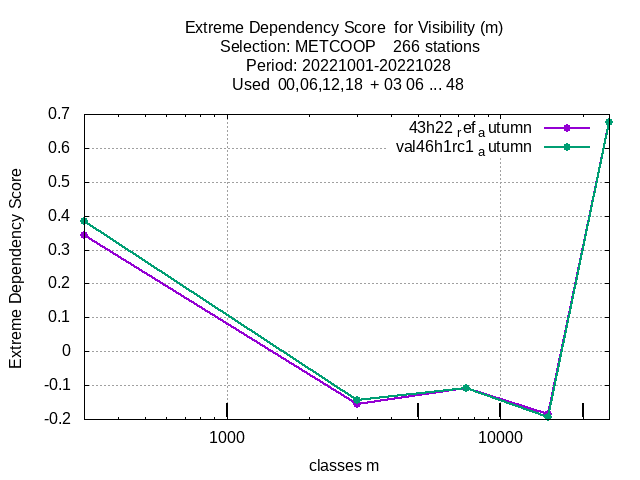 Extreme Dependency Score  for Visibility (m)
Selection: METCOOP    266 stations
Period: 20221001-20221028
Used  00,06,12,18  + 03 06 ... 48
43h22 refautumn
val46h1rc1 autumn
Extreme Dependency Score
0.7
0.6
0.5
0.4
0.3
0.2
0.1
0
-0.1
-0.2
1000 10000
classes m